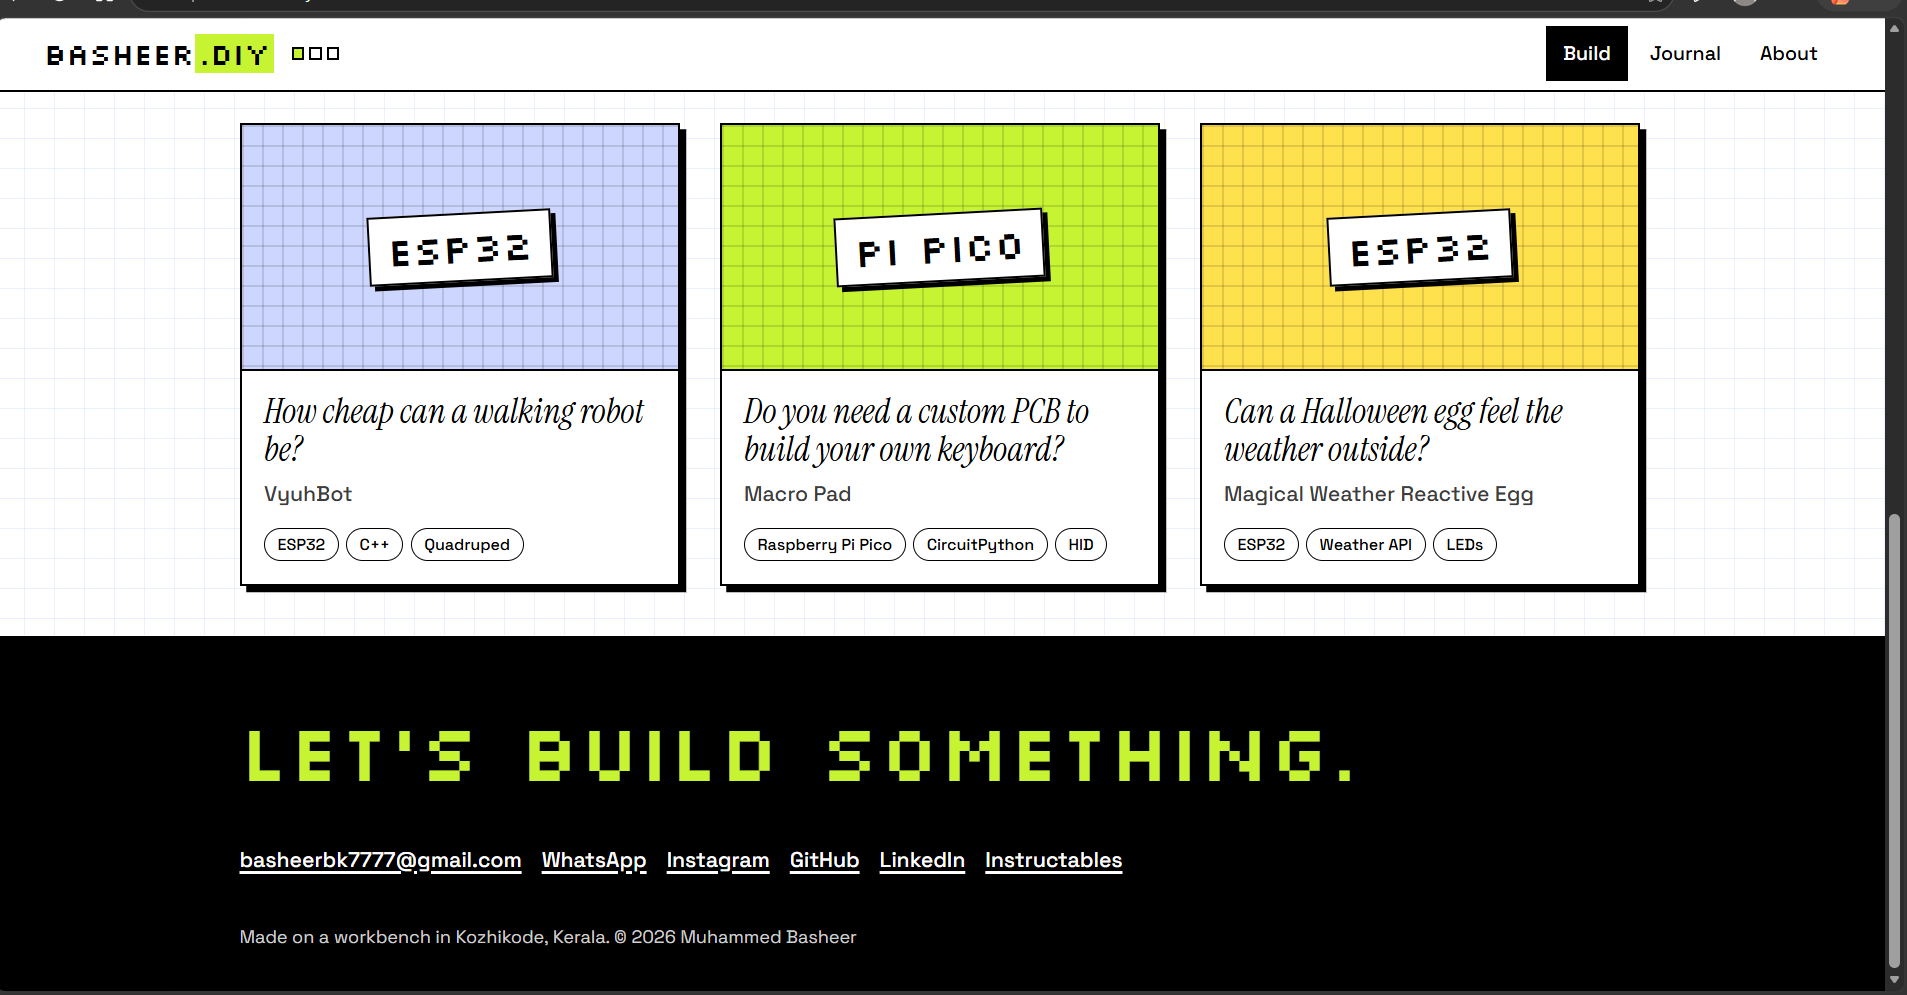 BASHEER.DIY
Build Journal About
ESP32
PI PICO
ESP32
How cheap can a walking robot
be?
VyuhBot
ESP32 C++ Quadruped
Do you need a custom PCB to
build your own keyboard?
Macro Pad
Raspberry Pi Pico CircuitPython HID
Can a Halloween egg feel the
weather outside?
Magical Weather Reactive Egg
ESP32 Weather API LEDs
LET'S BUILD SOMETHING.
basheerbk7777@gmail.com WhatsApp Instagram GitHub LinkedIn Instructables
Made on a workbench in Kozhikode, Kerala. © 2026 Muhammed Basheer